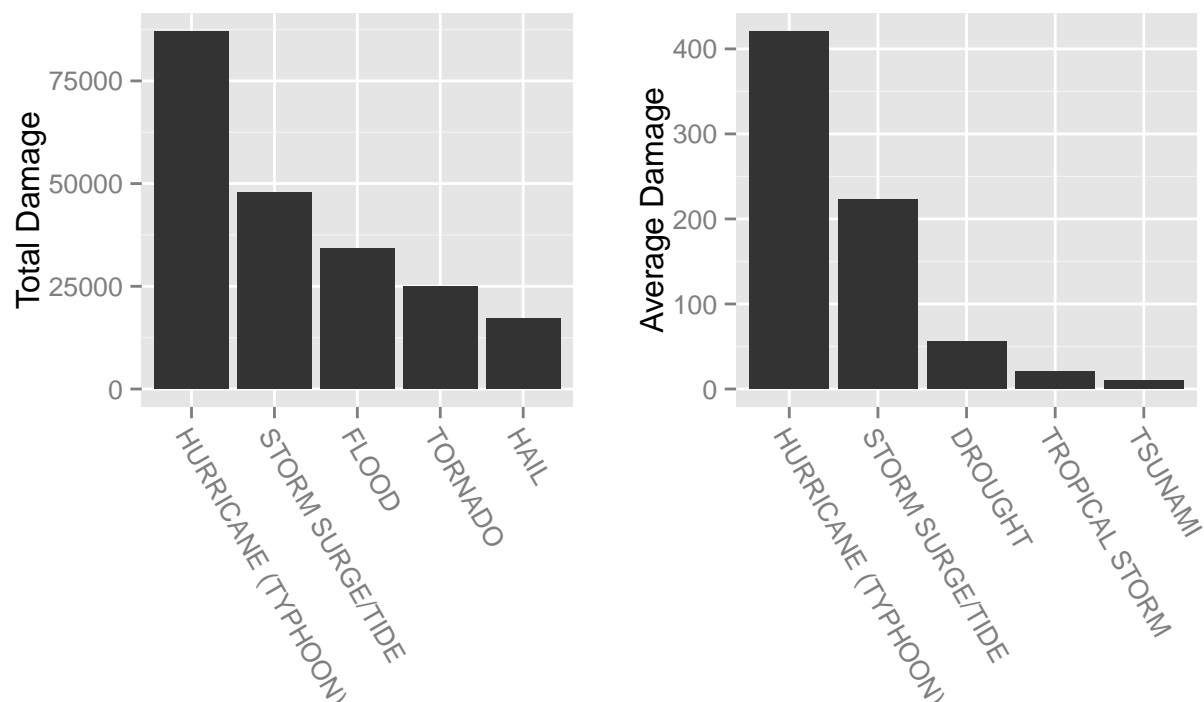 Total Damage
75000
50000
25000
0
HURRICANE (TYPHOON)
STORM SURGE/TIDE
FLOOD
TORNADO
HAIL
Average Damage
400
300
200
100
0
HURRICANE (TYPHOON)
STORM SURGE/TIDE
DROUGHT
TROPICAL STORM
TSUNAMI